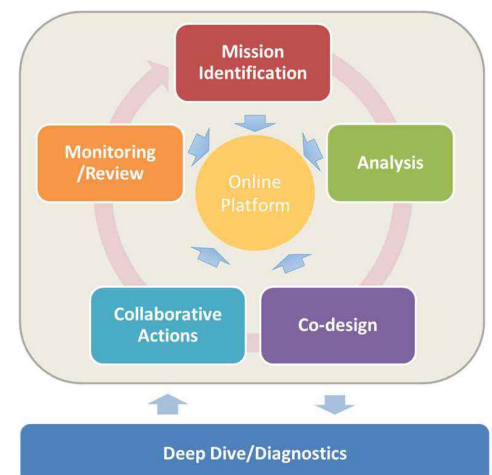 Mission
Identification
Monitoring
/Review
Online
Platform
Analysis
Collaborative
Actions
Co-design
Deep Dive/Diagnostics